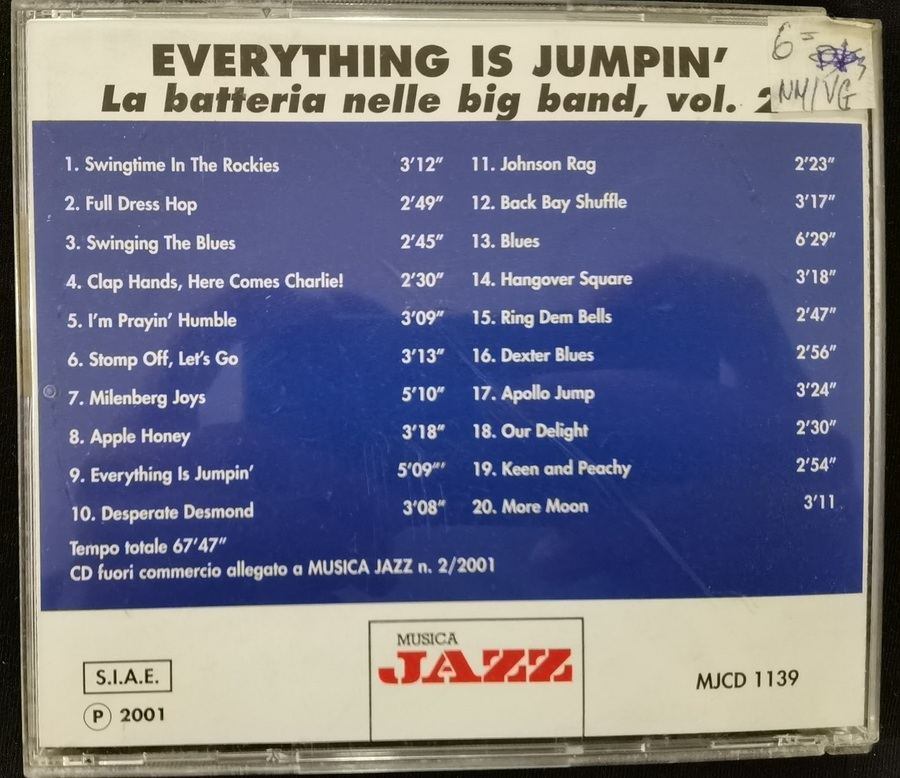 EVERYTHING IS JUMPIN'
La batteria nelle big band, vol. 2
6=
NM/VG
1. Swingtime In The Rockies 3'12"
2. Full Dress Hop 2'49"
3. Swinging The Blues 2'45"
4. Clap Hands, Here Comes Charlie! 2'30"
5. I'm Prayin' Humble 3'09"
6. Stomp Off, Let's Go 3'13"
7. Milenberg Joys 5'10"
8. Apple Honey 3'18"
9. Everything Is Jumpin' 5'09"'
10. Desperate Desmond 3'08"
11. Johnson Rag 2'23"
12. Back Bay Shuffle 3'17"
13. Blues 6'29"
14. Hangover Square 3'18"
15. Ring Dem Bells 2'47"
16. Dexter Blues 2'56"
17. Apollo Jump 3'24"
18. Our Delight 2'30"
19. Keen and Peachy 2'54"
20. More Moon 3'11
Tempo totale 67'47"
CD fuori commercio allegato a MUSICA JAZZ n. 2/2001
S.I.A.E.
℗ 2001
MUSICA
JAZZ
MJCD 1139